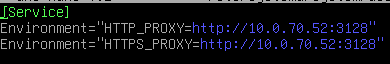 [Service]
Environment="HTTP_PROXY=http://10.0.70.52:3128"
Environment="HTTPS_PROXY=http://10.0.70.52:3128"